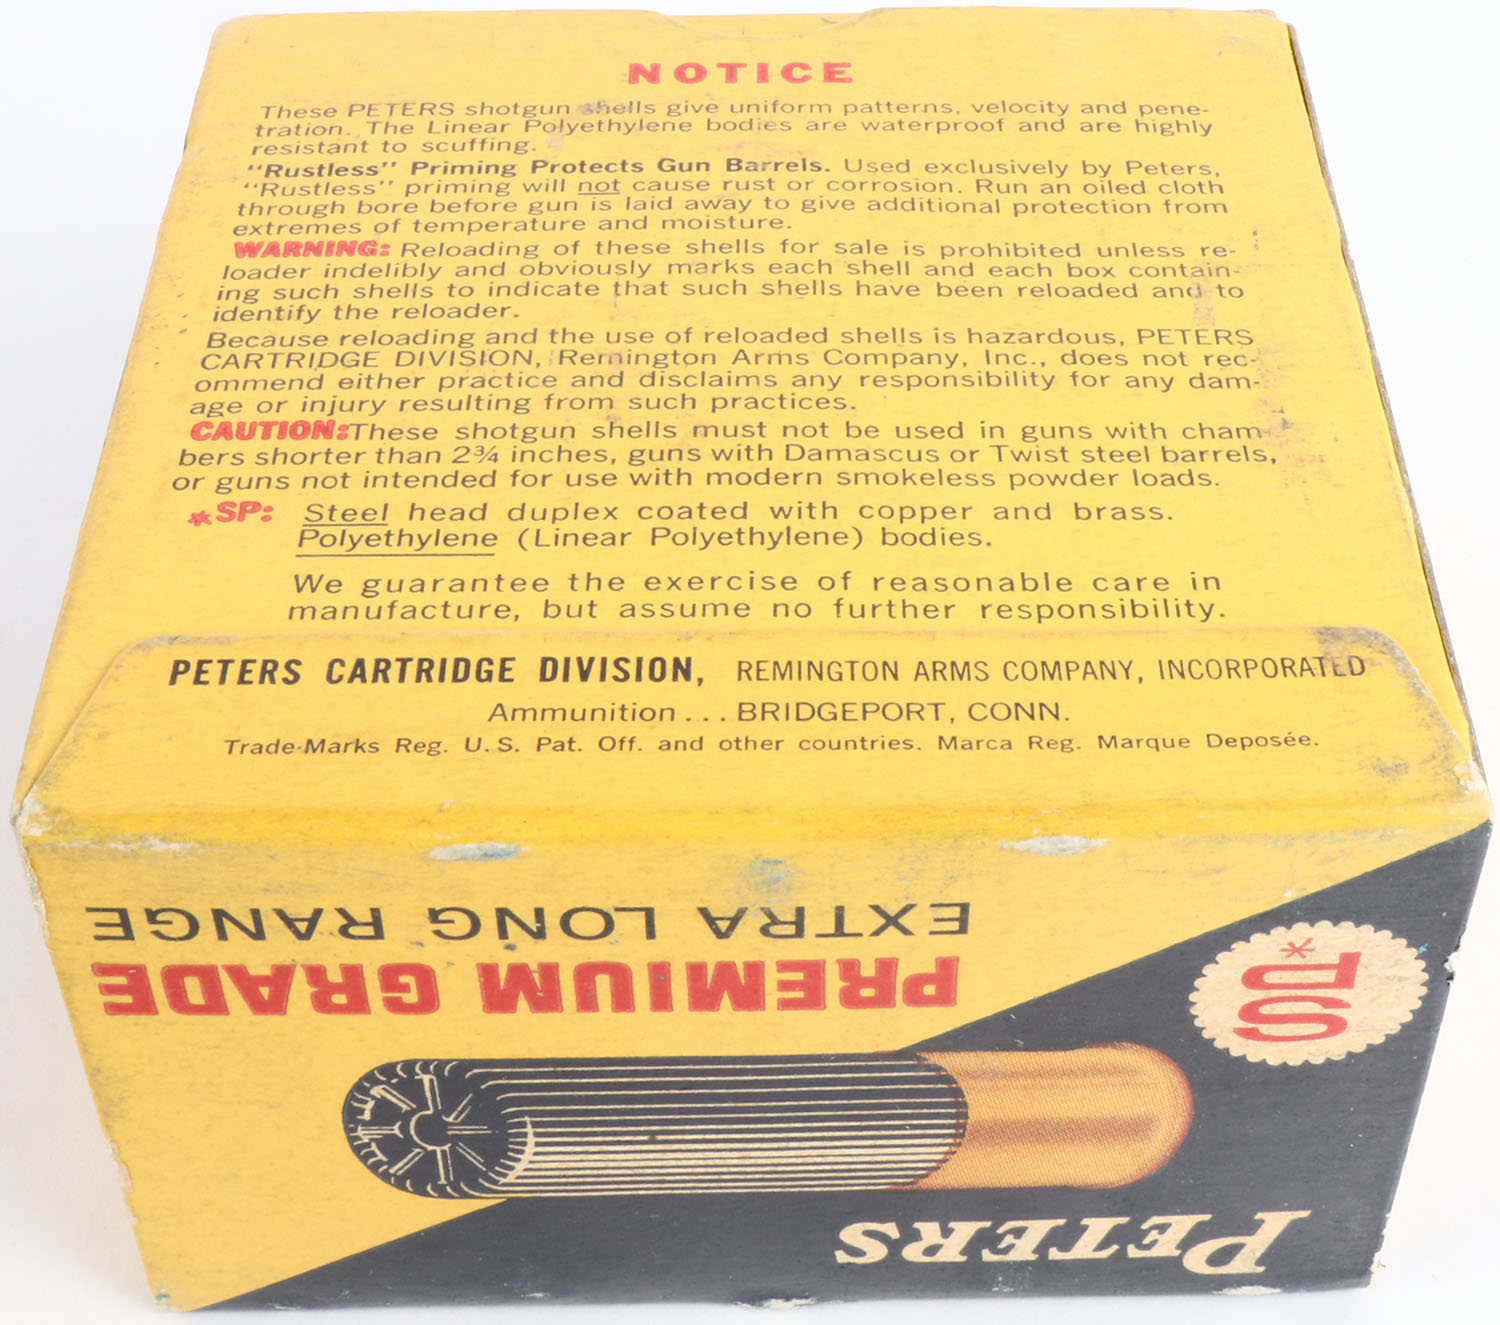 NOTICE
These PETERS shotgun shells give uniform patterns, velocity and pene-
tration. The Linear Polyethylene bodies are waterproof and are highly
resistant to scuffing.
"Rustless" Priming Protects Gun Barrels. Used exclusively by Peters,
"Rustless" priming will not cause rust or corrosion. Run an oiled cloth
through bore before gun is laid away to give additional protection from
extremes of temperature and moisture.
WARNING: Reloading of these shells for sale is prohibited unless re-
loader indelibly and obviously marks each shell and each box contain-
ing such shells to indicate that such shells have been reloaded and to
identify the reloader.
Because reloading and the use of reloaded shells is hazardous, PETERS
CARTRIDGE DIVISION, Remington Arms Company, Inc., does not rec-
ommend either practice and disclaims any responsibility for any dam-
age or injury resulting from such practices.
CAUTION: These shotgun shells must not be used in guns with cham-
bers shorter than 2¾ inches, guns with Damascus or Twist steel barrels,
or guns not intended for use with modern smokeless powder loads.
*SP: Steel head duplex coated with copper and brass.
Polyethylene (Linear Polyethylene) bodies.
We guarantee the exercise of reasonable care in
manufacture, but assume no further responsibility.
PETERS CARTRIDGE DIVISION, REMINGTON ARMS COMPANY, INCORPORATED
Ammunition... BRIDGEPORT, CONN.
Trade-Marks Reg. U.S. Pat. Off. and other countries. Marca Reg. Marque Deposée.
PETERS
SP*
PREMIUM GRADE
EXTRA LONG RANGE